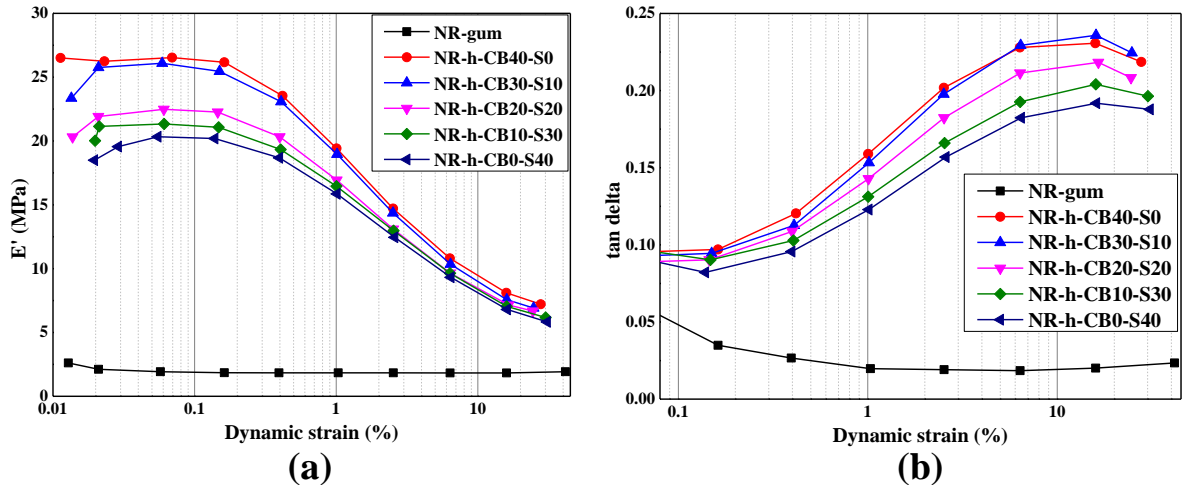 30
25
20
15
10
5
0
E' (MPa)
0.01
0.1
1
10
Dynamic strain (%)
NR-gum
NR-h-CB40-S0
NR-h-CB30-S10
NR-h-CB20-S20
NR-h-CB10-S30
NR-h-CB0-S40
(a)
0.25
0.20
0.15
0.10
0.05
0.00
tan delta
0.1
1
10
Dynamic strain (%)
NR-gum
NR-h-CB40-S0
NR-h-CB30-S10
NR-h-CB20-S20
NR-h-CB10-S30
NR-h-CB0-S40
(b)